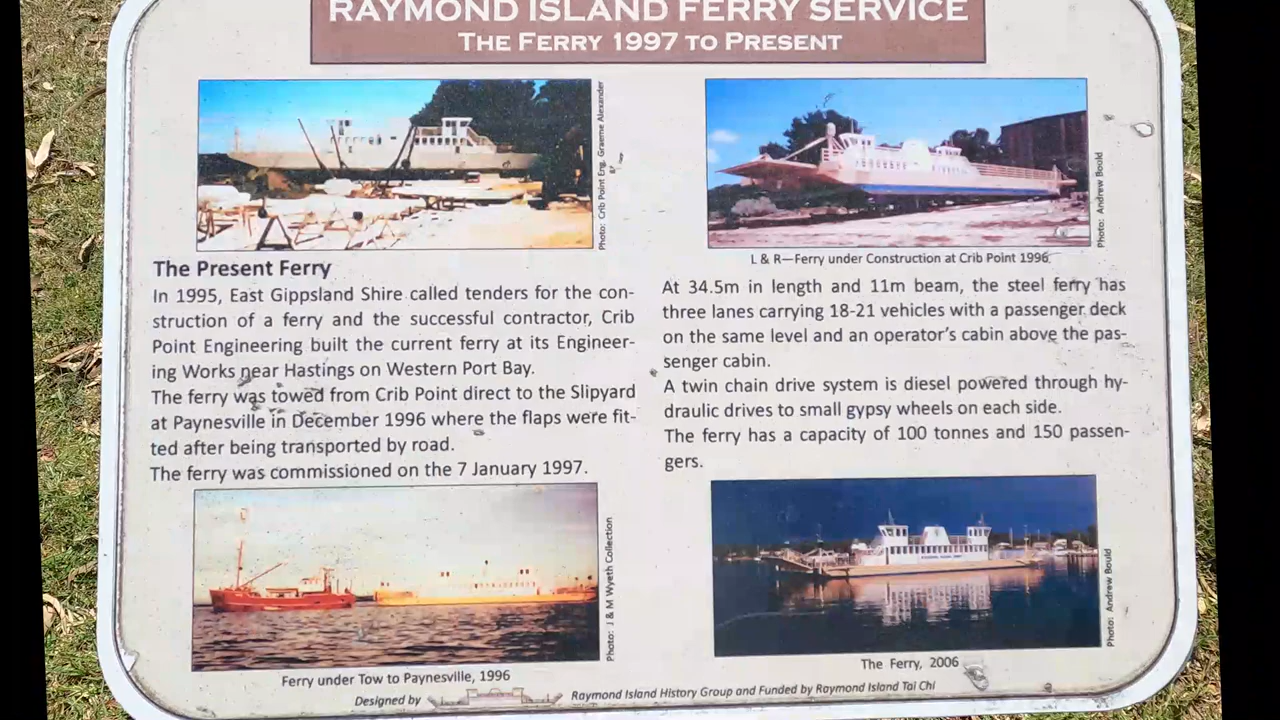 RAYMOND ISLAND FERRY SERVICE
THE FERRY 1997 TO PRESENT
Photo: Crib Point Eng, Graeme Alexander
Photo: Andrew Bould
L & R—Ferry under Construction at Crib Point 1996.
The Present Ferry
In 1995, East Gippsland Shire called tenders for the con-
struction of a ferry and the successful contractor, Crib
Point Engineering built the current ferry at its Engineer-
ing Works near Hastings on Western Port Bay.
The ferry was towed from Crib Point direct to the Slipyard
at Paynesville in December 1996 where the flaps were fit-
ted after being transported by road.
The ferry was commissioned on the 7 January 1997.
At 34.5m in length and 11m beam, the steel ferry has
three lanes carrying 18-21 vehicles with a passenger deck
on the same level and an operator's cabin above the pas-
senger cabin.
A twin chain drive system is diesel powered through hy-
draulic drives to small gypsy wheels on each side.
The ferry has a capacity of 100 tonnes and 150 passen-
gers.
Photo: J & M Wyeth Collection
Photo: Andrew Bould
Ferry under Tow to Paynesville, 1996
The Ferry, 2006
Designed by Raymond Island History Group and Funded by Raymond Island Tai Chi